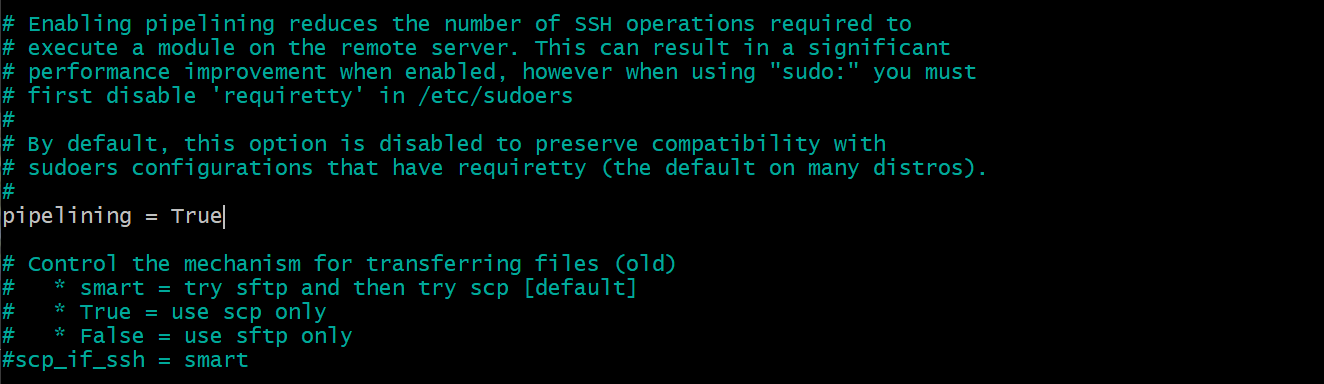 # Enabling pipelining reduces the number of SSH operations required to
# execute a module on the remote server. This can result in a significant
# performance improvement when enabled, however when using "sudo:" you must
# first disable 'requiretty' in /etc/sudoers
#
# By default, this option is disabled to preserve compatibility with
# sudoers configurations that have requiretty (the default on many distros).
#
pipelining = True
# Control the mechanism for transferring files (old)
#   * smart = try sftp and then try scp [default]
#   * True = use scp only
#   * False = use sftp only
#scp_if_ssh = smart